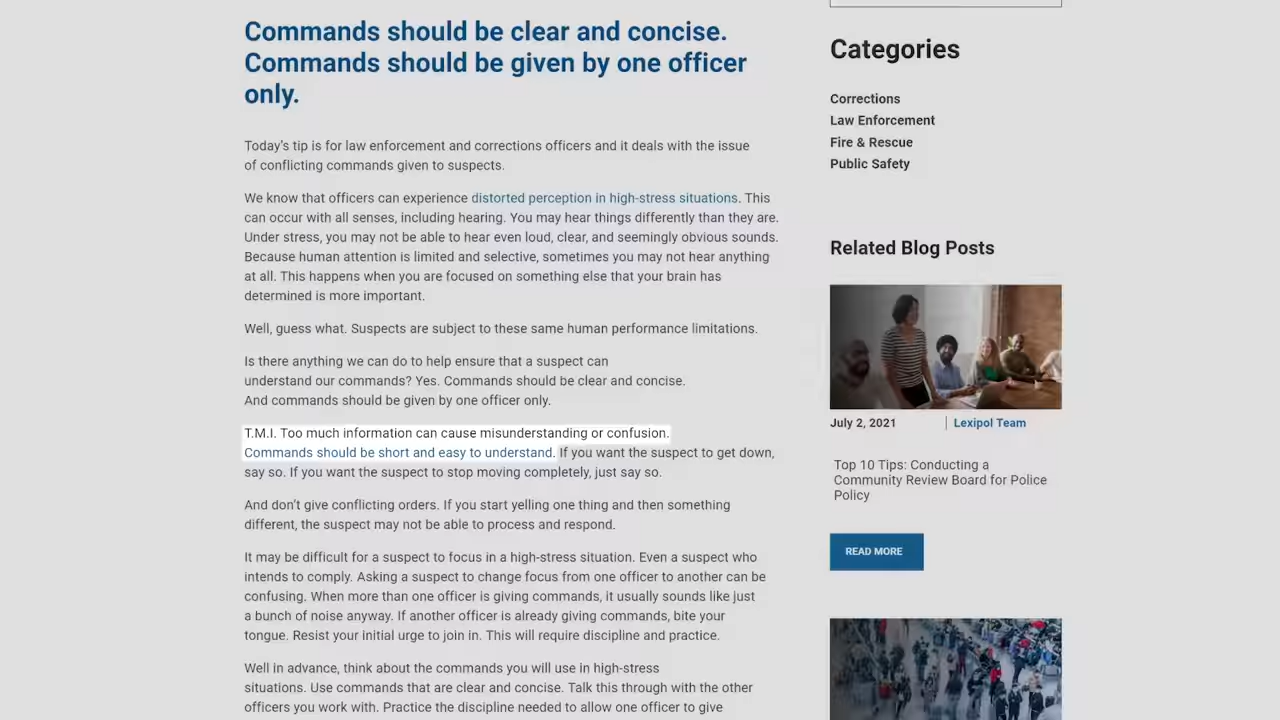 Commands should be clear and concise.
Commands should be given by one officer
only.
Today's tip is for law enforcement and corrections officers and it deals with the issue
of conflicting commands given to suspects.
We know that officers can experience distorted perception in high-stress situations. This
can occur with all senses, including hearing. You may hear things differently than they are.
Under stress, you may not be able to hear even loud, clear, and seemingly obvious sounds.
Because human attention is limited and selective, sometimes you may not hear anything
at all. This happens when you are focused on something else that your brain has
determined is more important.
Well, guess what. Suspects are subject to these same human performance limitations.
Is there anything we can do to help ensure that a suspect can
understand our commands? Yes. Commands should be clear and concise.
And commands should be given by one officer only.
T.M.I. Too much information can cause misunderstanding or confusion.
Commands should be short and easy to understand. If you want the suspect to get down,
say so. If you want the suspect to stop moving completely, just say so.
And don't give conflicting orders. If you start yelling one thing and then something
different, the suspect may not be able to process and respond.
It may be difficult for a suspect to focus in a high-stress situation. Even a suspect who
intends to comply. Asking a suspect to change focus from one officer to another can be
confusing. When more than one officer is giving commands, it usually sounds like just
a bunch of noise anyway. If another officer is already giving commands, bite your
tongue. Resist your initial urge to join in. This will require discipline and practice.
Well in advance, think about the commands you will use in high-stress
situations. Use commands that are clear and concise. Talk this through with the other
officers you work with. Practice the discipline needed to allow one officer to give
Categories
Corrections
Law Enforcement
Fire & Rescue
Public Safety
Related Blog Posts
July 2, 2021 | Lexipol Team
Top 10 Tips: Conducting a
Community Review Board for Police
Policy
READ MORE